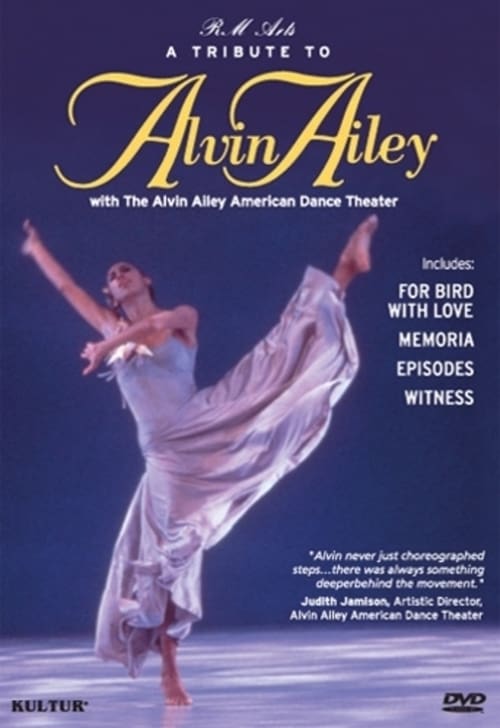 RM Arts
A TRIBUTE TO
Alvin Ailey
with The Alvin Ailey American Dance Theater
Includes:
FOR BIRD
WITH LOVE
MEMORIA
EPISODES
WITNESS
"Alvin never just choreographed
steps...there was always something
deeperbehind the movement."
Judith Jamison, Artistic Director,
Alvin Ailey American Dance Theater
KULTUR
DVD